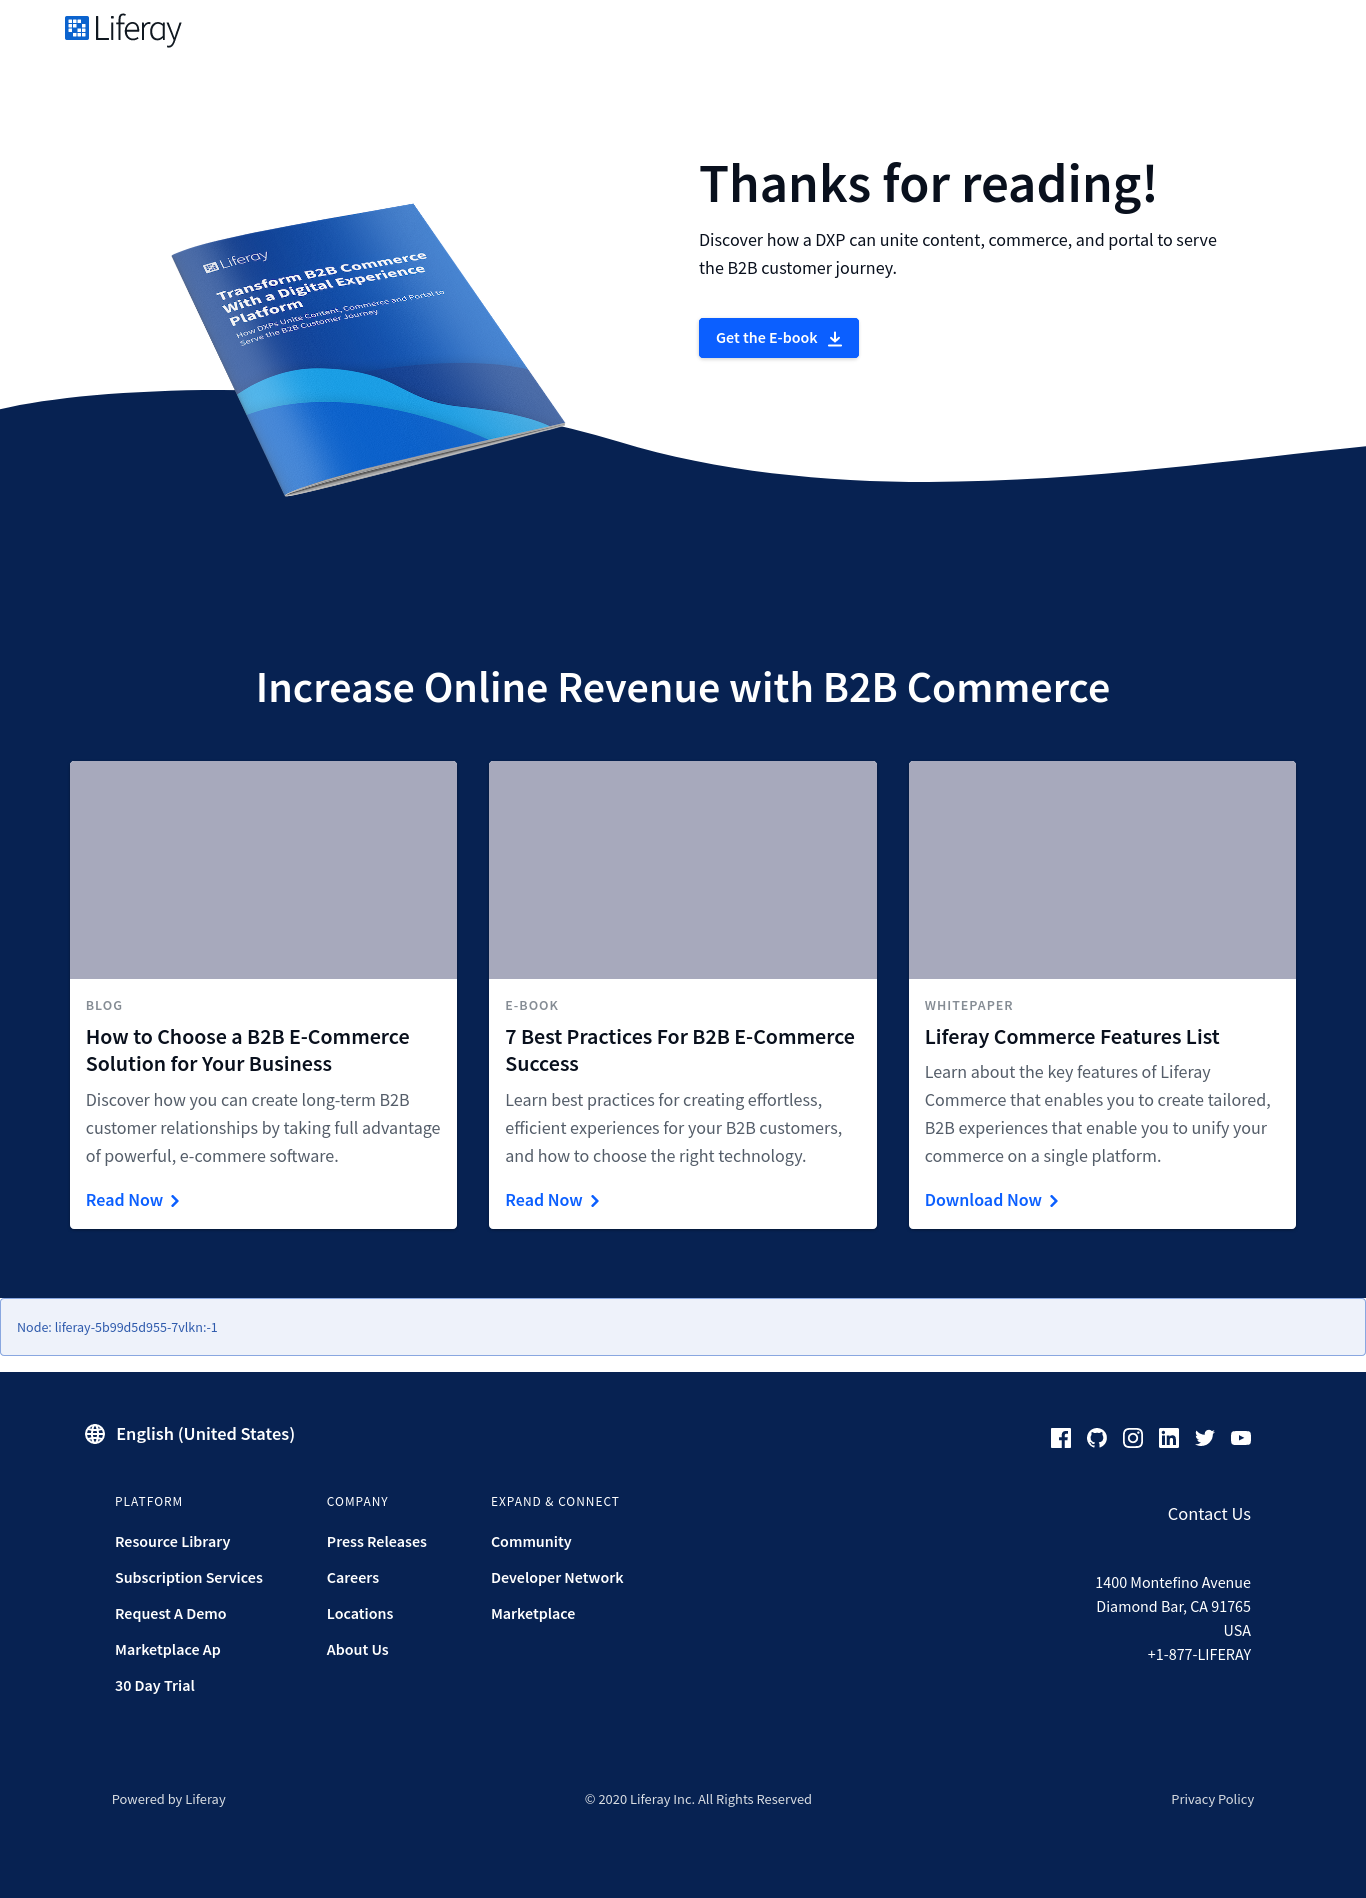 Liferay
Thanks for reading!
Discover how a DXP can unite content, commerce, and portal to serve
the B2B customer journey.
Get the E-book
Liferay
Transform B2B Commerce
With a Digital Experience
Platform
How DXPs Unite Content, Commerce and Portal to
Serve the B2B Customer Journey
Increase Online Revenue with B2B Commerce
BLOG
How to Choose a B2B E-Commerce
Solution for Your Business
Discover how you can create long-term B2B
customer relationships by taking full advantage
of powerful, e-commere software.
Read Now
E-BOOK
7 Best Practices For B2B E-Commerce
Success
Learn best practices for creating effortless,
efficient experiences for your B2B customers,
and how to choose the right technology.
Read Now
WHITEPAPER
Liferay Commerce Features List
Learn about the key features of Liferay
Commerce that enables you to create tailored,
B2B experiences that enable you to unify your
commerce on a single platform.
Download Now
Node: liferay-5b99d5d955-7vlkn:-1
English (United States)
PLATFORM
Resource Library
Subscription Services
Request A Demo
Marketplace Ap
30 Day Trial
COMPANY
Press Releases
Careers
Locations
About Us
EXPAND & CONNECT
Community
Developer Network
Marketplace
Contact Us
1400 Montefino Avenue
Diamond Bar, CA 91765
USA
+1-877-LIFERAY
Powered by Liferay
© 2020 Liferay Inc. All Rights Reserved
Privacy Policy